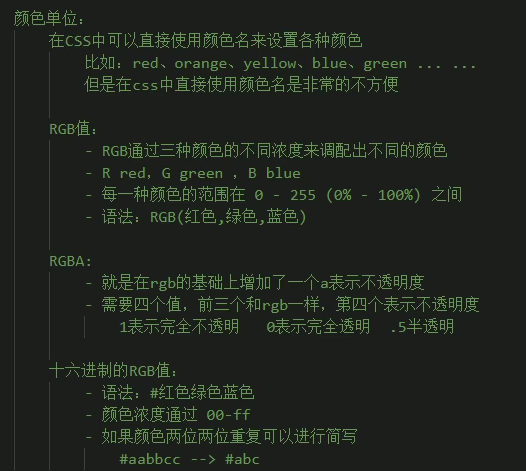 颜色单位：
在CSS中可以直接使用颜色名来设置各种颜色
比如：red、orange、yellow、blue、green ... ...
但是在css中直接使用颜色名是非常的不方便
RGB值：
- RGB通过三种颜色的不同浓度来调配出不同的颜色
- R red，G green ，B blue
- 每一种颜色的范围在 0 - 255 (0% - 100%) 之间
- 语法：RGB(红色,绿色,蓝色)
RGBA:
- 就是在rgb的基础上增加了一个a表示不透明度
- 需要四个值，前三个和rgb一样，第四个表示不透明度
1表示完全不透明   0表示完全透明  .5半透明
十六进制的RGB值：
- 语法：#红色绿色蓝色
- 颜色浓度通过 00-ff
- 如果颜色两位两位重复可以进行简写
#aabbcc --> #abc